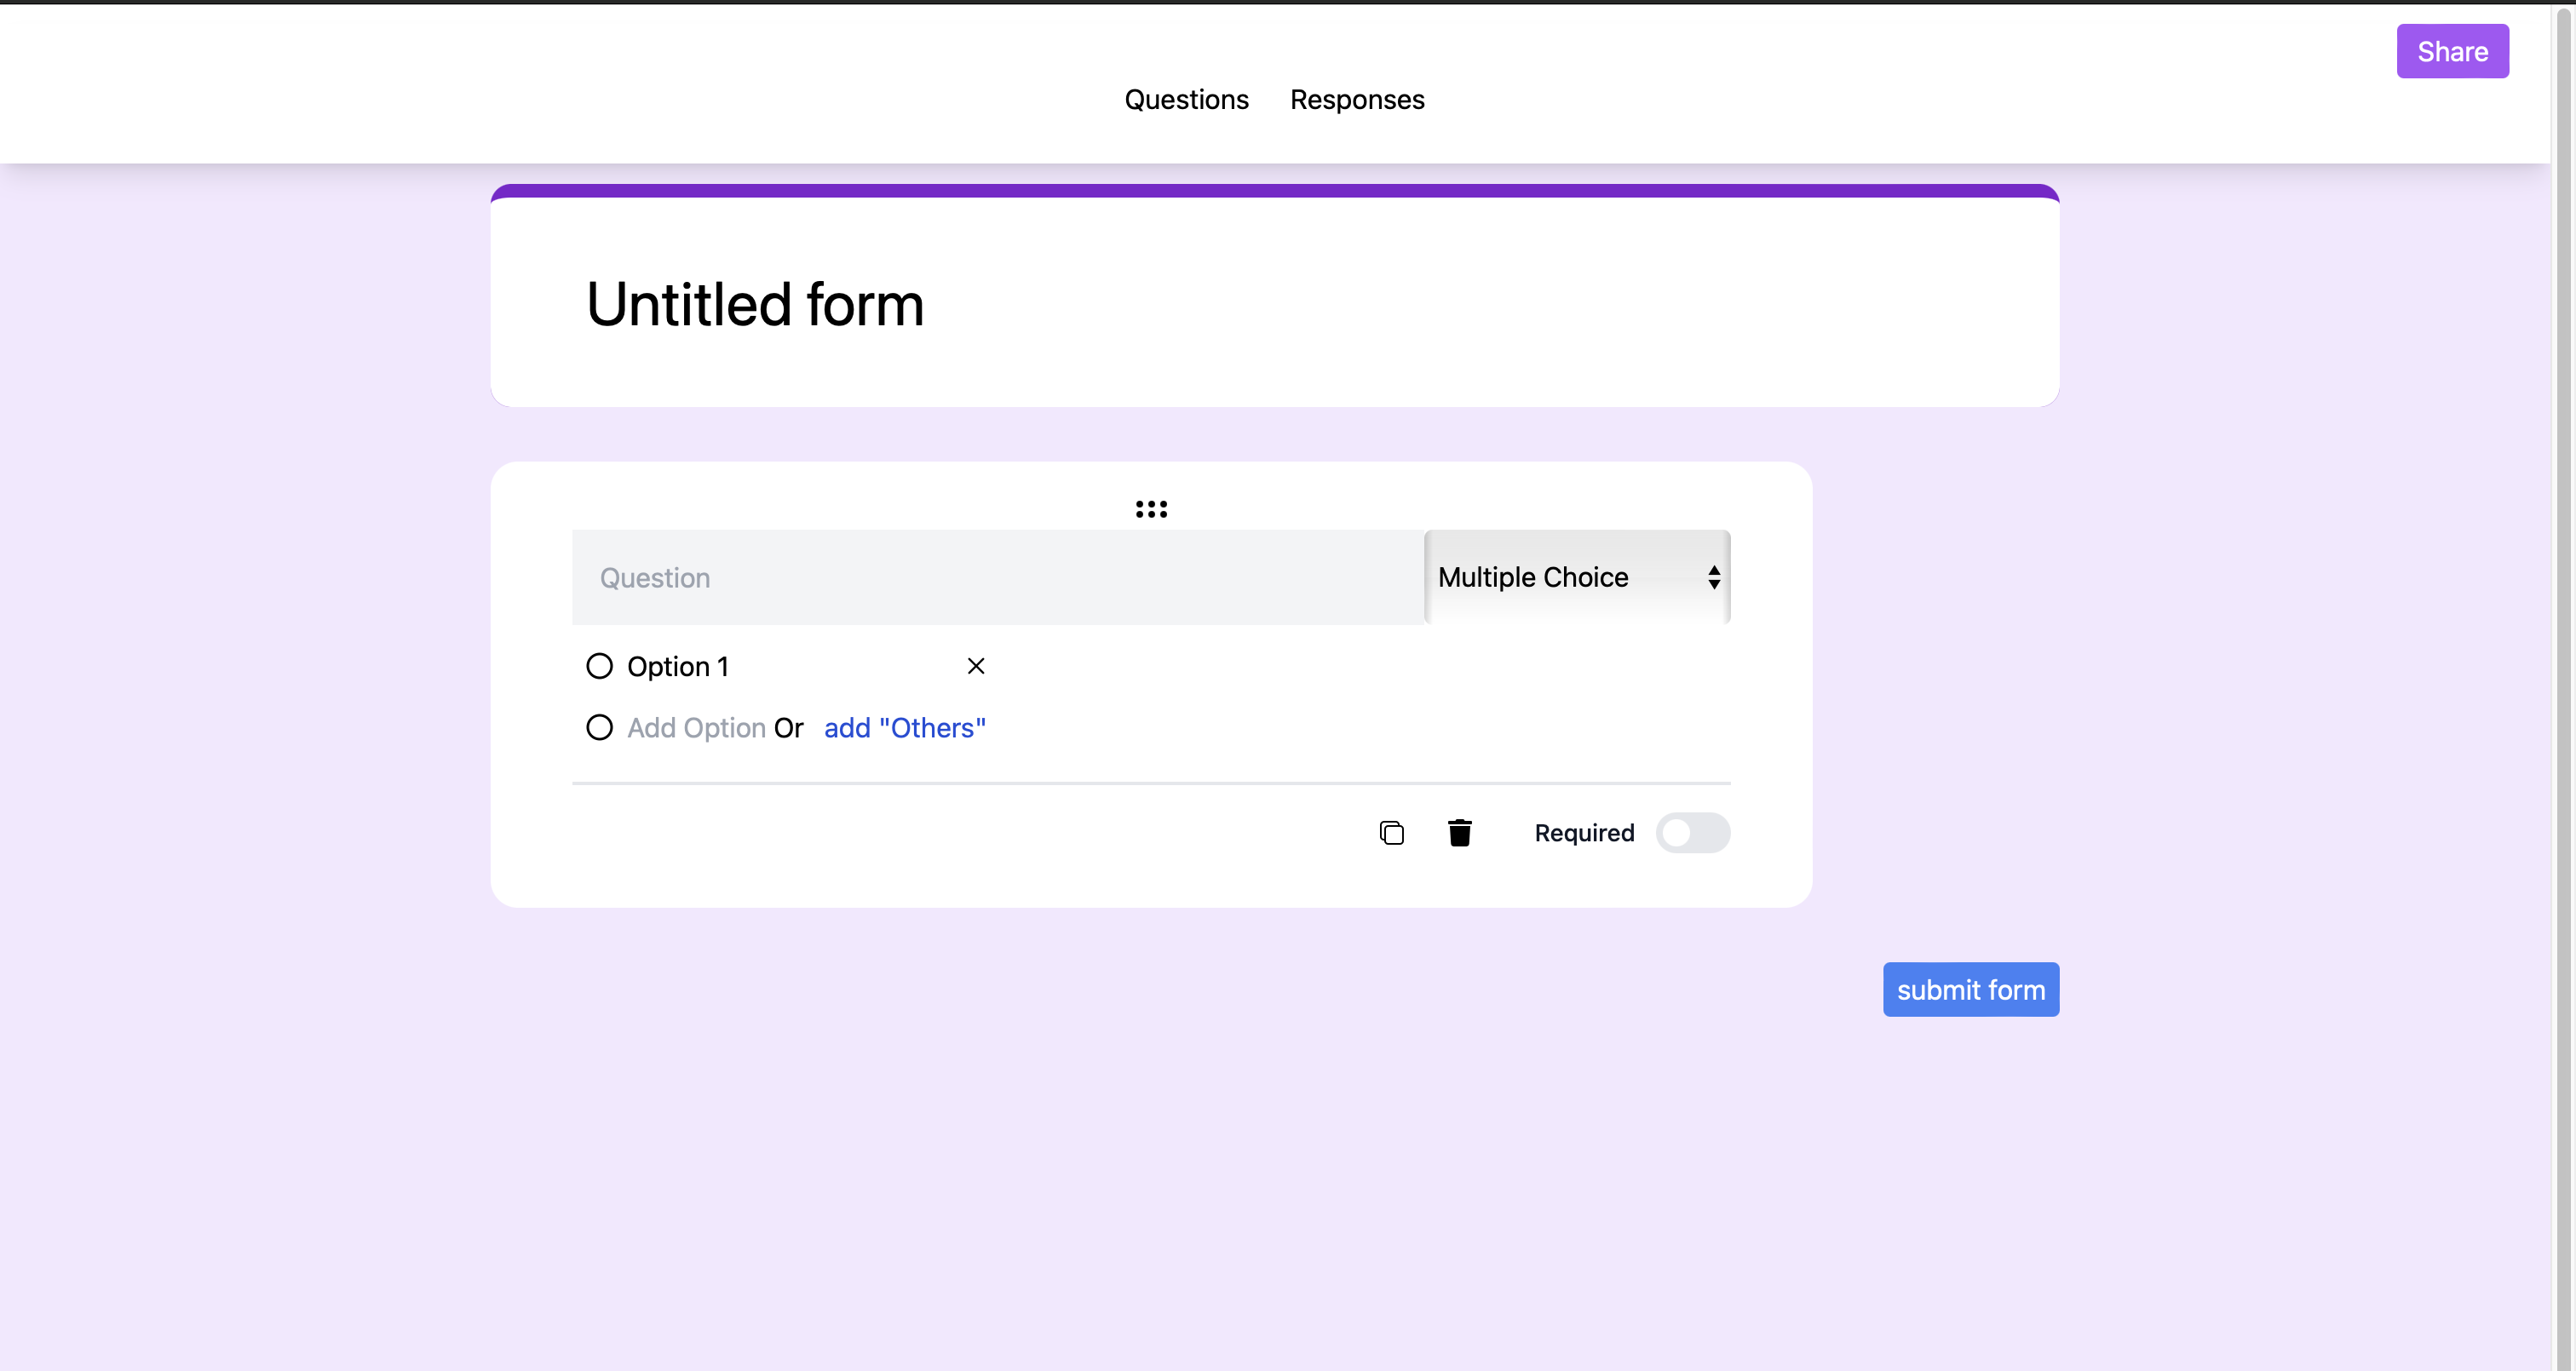 Share
Questions Responses
Untitled form
Question
Multiple Choice
Option 1
Add Option Or add "Others"
Required
submit form